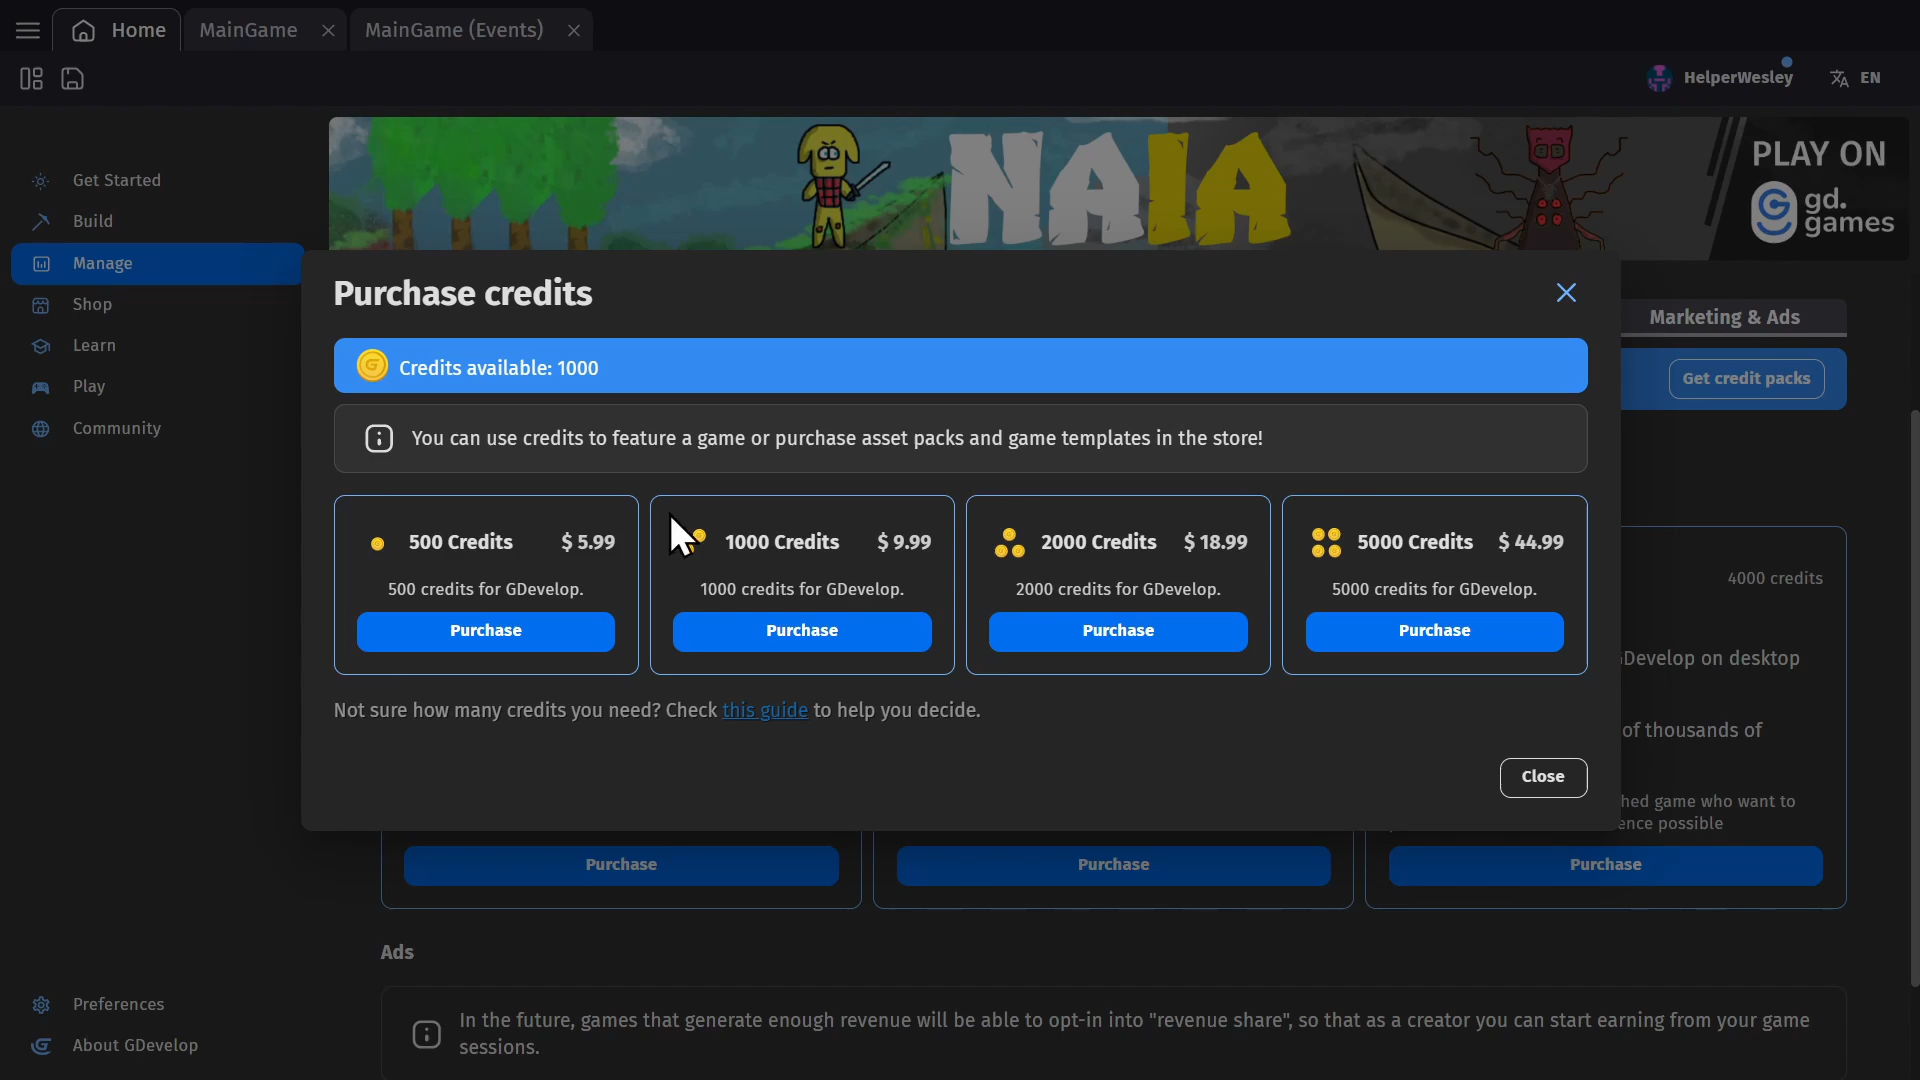 Home
MainGame
MainGame (Events)
HelperWesley
EN
Get Started
Build
Manage
Shop
Learn
Play
Community
NAIA
PLAY ON
gd.
games
Purchase credits
Credits available: 1000
You can use credits to feature a game or purchase asset packs and game templates in the store!
500 Credits $ 5.99
500 credits for GDevelop.
Purchase
1000 Credits $ 9.99
1000 credits for GDevelop.
Purchase
2000 Credits $ 18.99
2000 credits for GDevelop.
Purchase
5000 Credits $ 44.99
5000 credits for GDevelop.
Purchase
Not sure how many credits you need? Check this guide to help you decide.
Close
Marketing & Ads
Get credit packs
4000 credits
Develop on desktop
of thousands of
game who want to
possible
Purchase
Purchase
Purchase
Ads
In the future, games that generate enough revenue will be able to opt-in into "revenue share", so that as a creator you can start earning from your game
sessions.
Preferences
About GDevelop